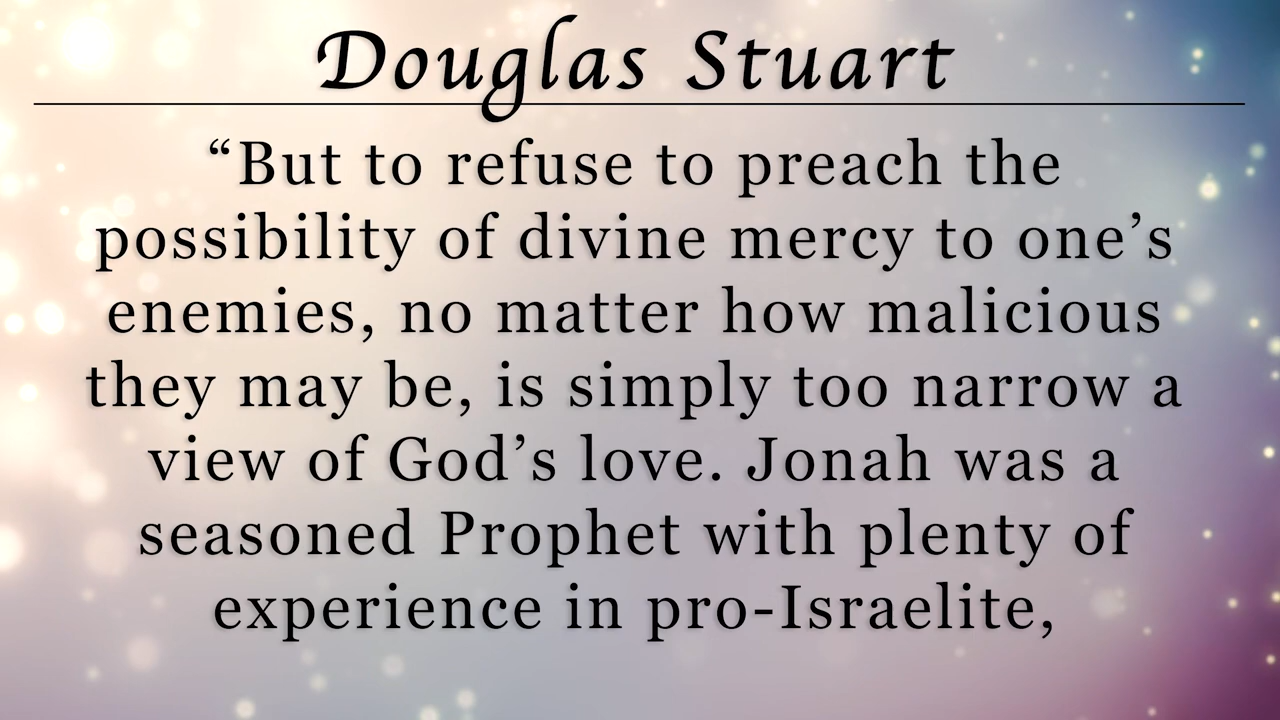 Douglas Stuart
“But to refuse to preach the
possibility of divine mercy to one’s
enemies, no matter how malicious
they may be, is simply too narrow a
view of God’s love. Jonah was a
seasoned Prophet with plenty of
experience in pro-Israelite,